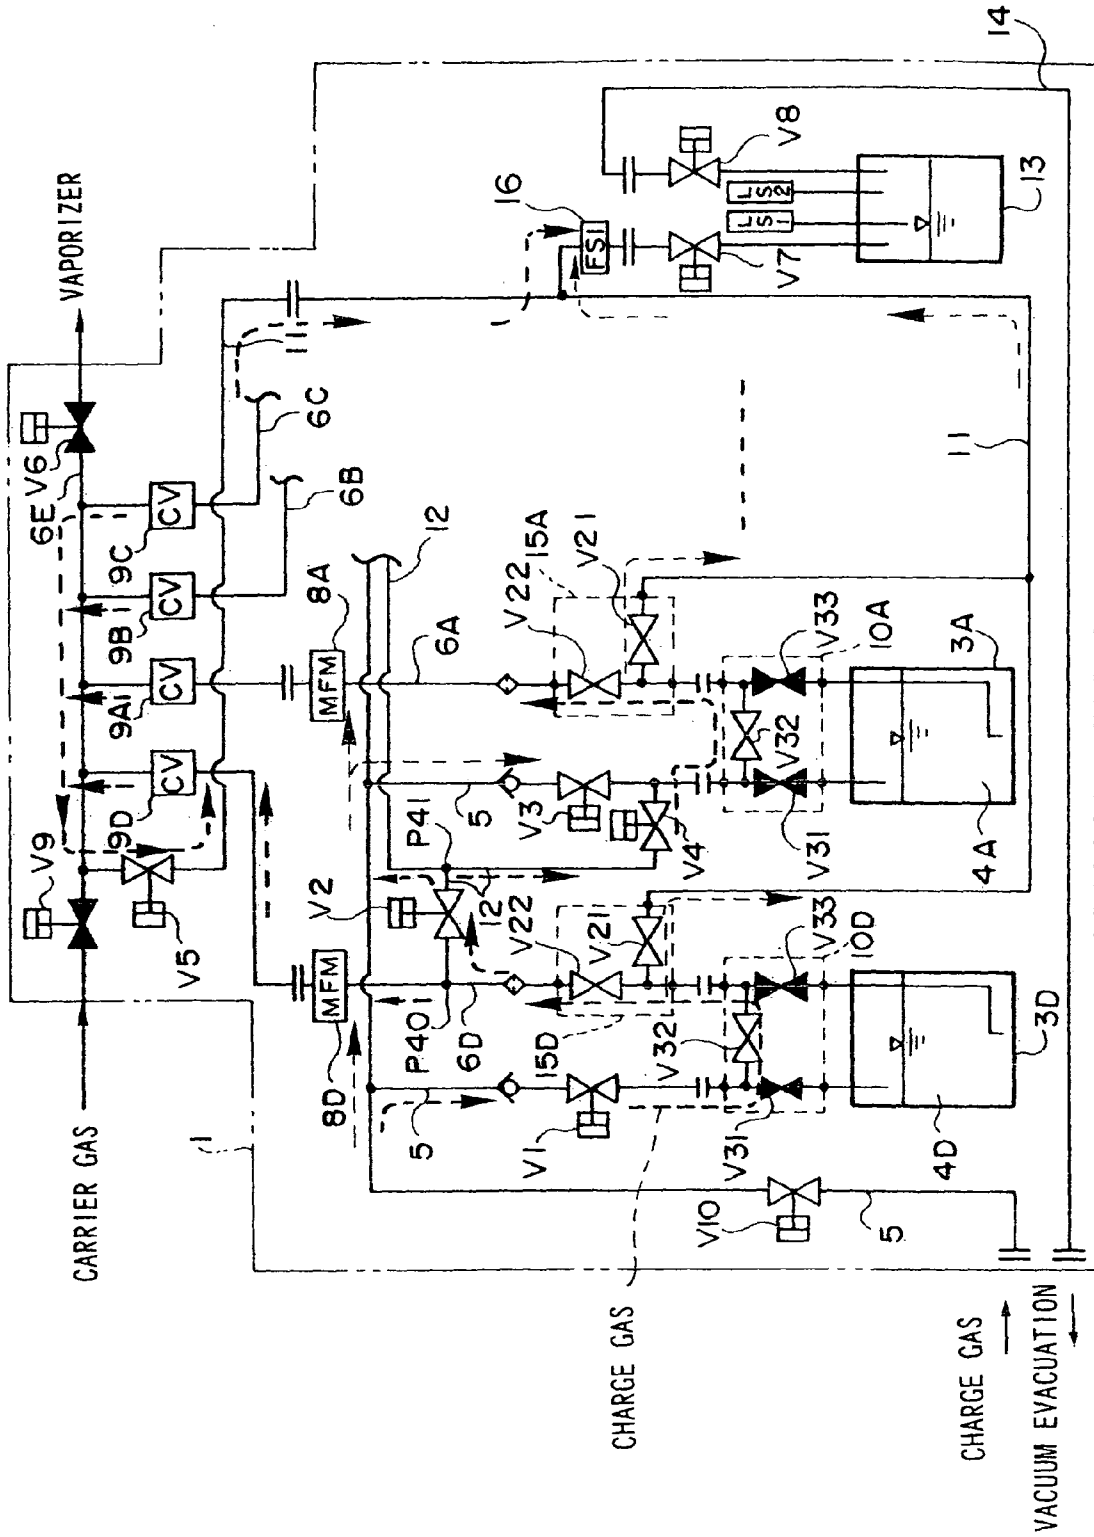 CARRIER GAS
VAPORIZER
1
V9
V5
6E
V6
CV
CV
CV
CV
9D
9A1
9B
9C
11
6B
6C
16
FS1
14
V7
V8
LS1
LS2
13
MFM
8D
MFM
8A
V2
P41
12
12
P401
6D
6A
5
5
V1
V3
V4
V22
V21
15D
V22
15A
V21
11
V32
V31
V33
10D
V32
V31
V33
10A
4D
3D
4A
3A
V10
5
CHARGE GAS
CHARGE GAS
VACUUM EVACUATION